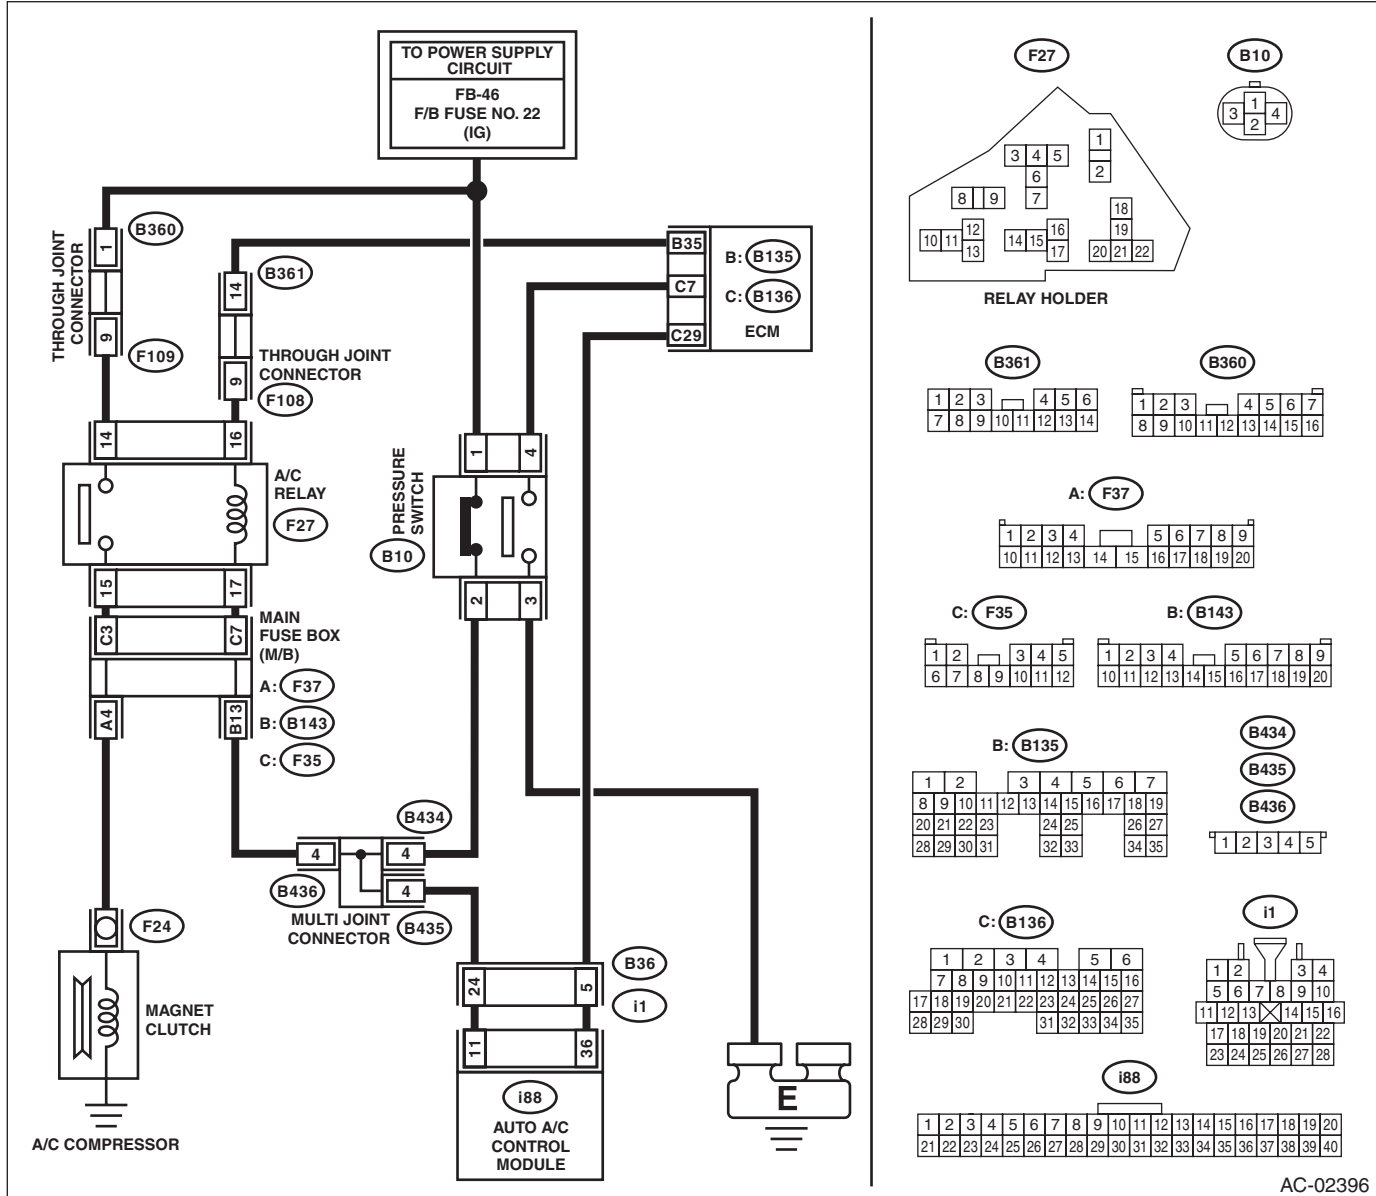 TO POWER SUPPLY
CIRCUIT
FB-46
F/B FUSE NO. 22
(IG)
THROUGH JOINT
CONNECTOR
1
B360
9
F109
14
B361
9
THROUGH JOINT
CONNECTOR
F108
B35
C7
C29
B: B135
C: B136
ECM
14
16
A/C
RELAY
F27
15
17
C3
C7
MAIN
FUSE BOX
(M/B)
A: F37
B: B143
C: F35
A4
B13
PRESSURE
SWITCH
B10
1
4
2
3
B434
4
4
B436
4
B435
MULTI JOINT
CONNECTOR
F24
MAGNET
CLUTCH
A/C COMPRESSOR
24
5
B36
i1
11
36
i88
AUTO A/C
CONTROL
MODULE
E
F27
1
2
3 4 5
6
7
8 9
10 11 12
13
14 15 16
17
18
19
20 21 22
RELAY HOLDER
B10
1
3 4
2
B361
1 2 3 4 5 6
7 8 9 10 11 12 13 14
B360
1 2 3 4 5 6 7
8 9 10 11 12 13 14 15 16
A: F37
1 2 3 4 5 6 7 8 9
10 11 12 13 14 15 16 17 18 19 20
C: F35
1 2 3 4 5
6 7 8 9 10 11 12
B: B143
1 2 3 4 5 6 7 8 9
10 11 12 13 14 15 16 17 18 19 20
B: B135
1 2 3 4 5 6 7
8 9 10 11 12 13 14 15 16 17 18 19
20 21 22 23 24 25 26 27
28 29 30 31 32 33 34 35
B434
B435
B436
1 2 3 4 5
C: B136
1 2 3 4 5 6
7 8 9 10 11 12 13 14 15 16
17 18 19 20 21 22 23 24 25 26 27
28 29 30 31 32 33 34 35
i1
1 2 3 4
5 6 7 8 9 10
11 12 13 14 15 16
17 18 19 20 21 22
23 24 25 26 27 28
i88
1 2 3 4 5 6 7 8 9 10 11 12 13 14 15 16 17 18 19 20
21 22 23 24 25 26 27 28 29 30 31 32 33 34 35 36 37 38 39 40
AC-02396